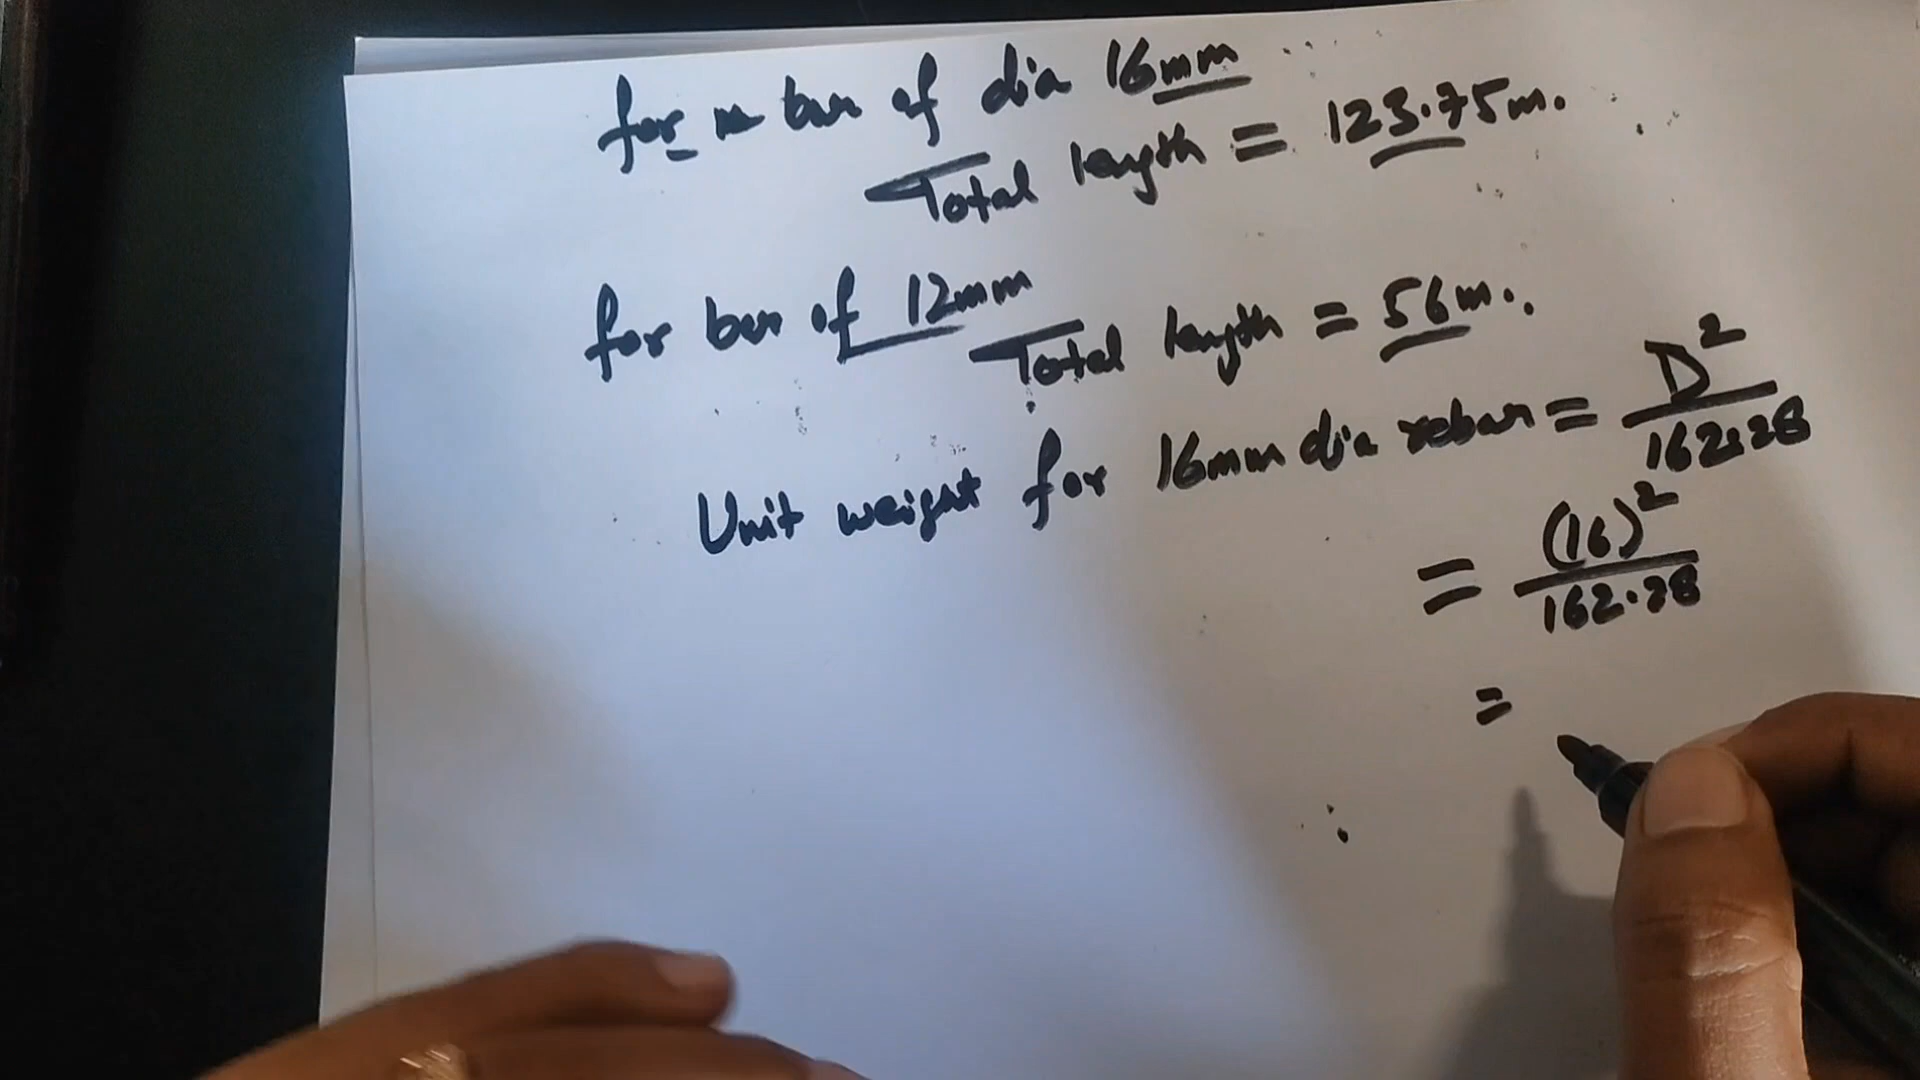 for bar of dia 16mm
Total length = 123.75m.
for bar of 12mm
Total length = 56m.
Unit weight for 16mm dia rebar = D²/162.28
= (16)²/162.28
=